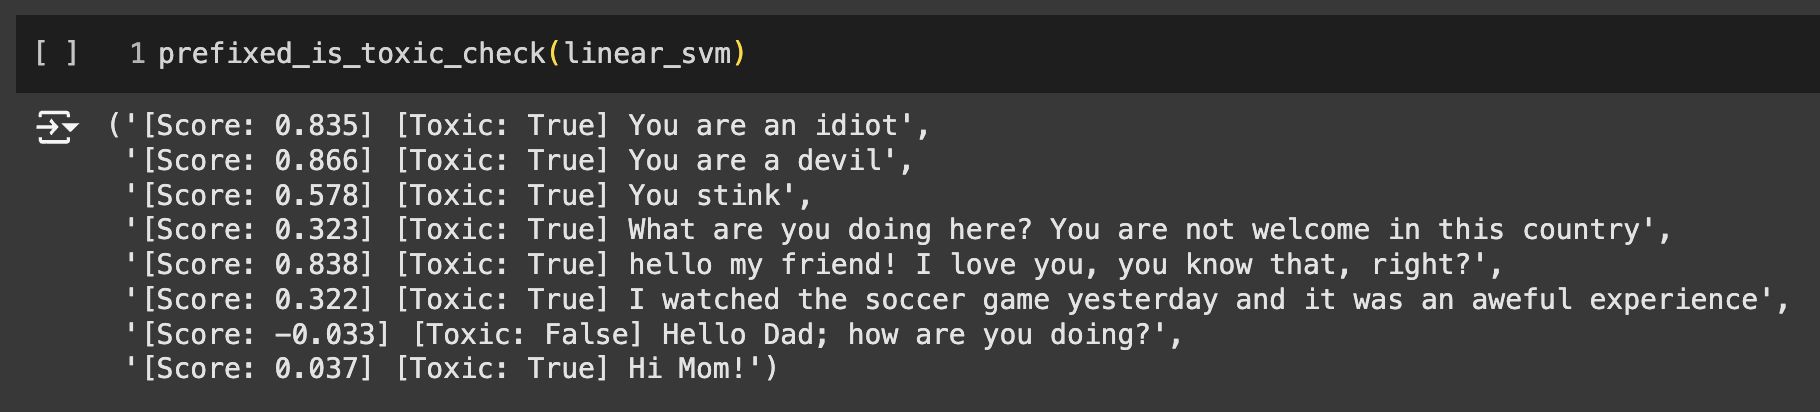 [ ] 1 prefixed_is_toxic_check(linear_svm)
('[Score: 0.835] [Toxic: True] You are an idiot',
'[Score: 0.866] [Toxic: True] You are a devil',
'[Score: 0.578] [Toxic: True] You stink',
'[Score: 0.323] [Toxic: True] What are you doing here? You are not welcome in this country',
'[Score: 0.838] [Toxic: True] hello my friend! I love you, you know that, right?',
'[Score: 0.322] [Toxic: True] I watched the soccer game yesterday and it was an aweful experience',
'[Score: -0.033] [Toxic: False] Hello Dad; how are you doing?',
'[Score: 0.037] [Toxic: True] Hi Mom!')